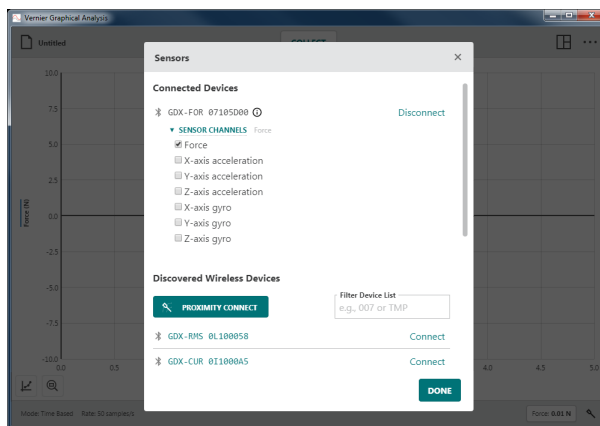 Vernier Graphical Analysis
Untitled
Sensors
Connected Devices
GDX-FOR 07105D00
Disconnect
SENSOR CHANNELS Force
Force
X-axis acceleration
Y-axis acceleration
Z-axis acceleration
X-axis gyro
Y-axis gyro
Z-axis gyro
Discovered Wireless Devices
PROXIMITY CONNECT
Filter Device List
e.g., 007 or TMP
GDX-RMS 0L100058
Connect
GDX-CUR 0I1000A5
Connect
DONE
Force (N)
10.0
7.5
5.0
2.5
0.0
-2.5
-5.0
-7.5
-10.0
0.0 0.5 4.0 4.5 5.0
Mode: Time Based Rate: 50 samples/s
Force: 0.01 N